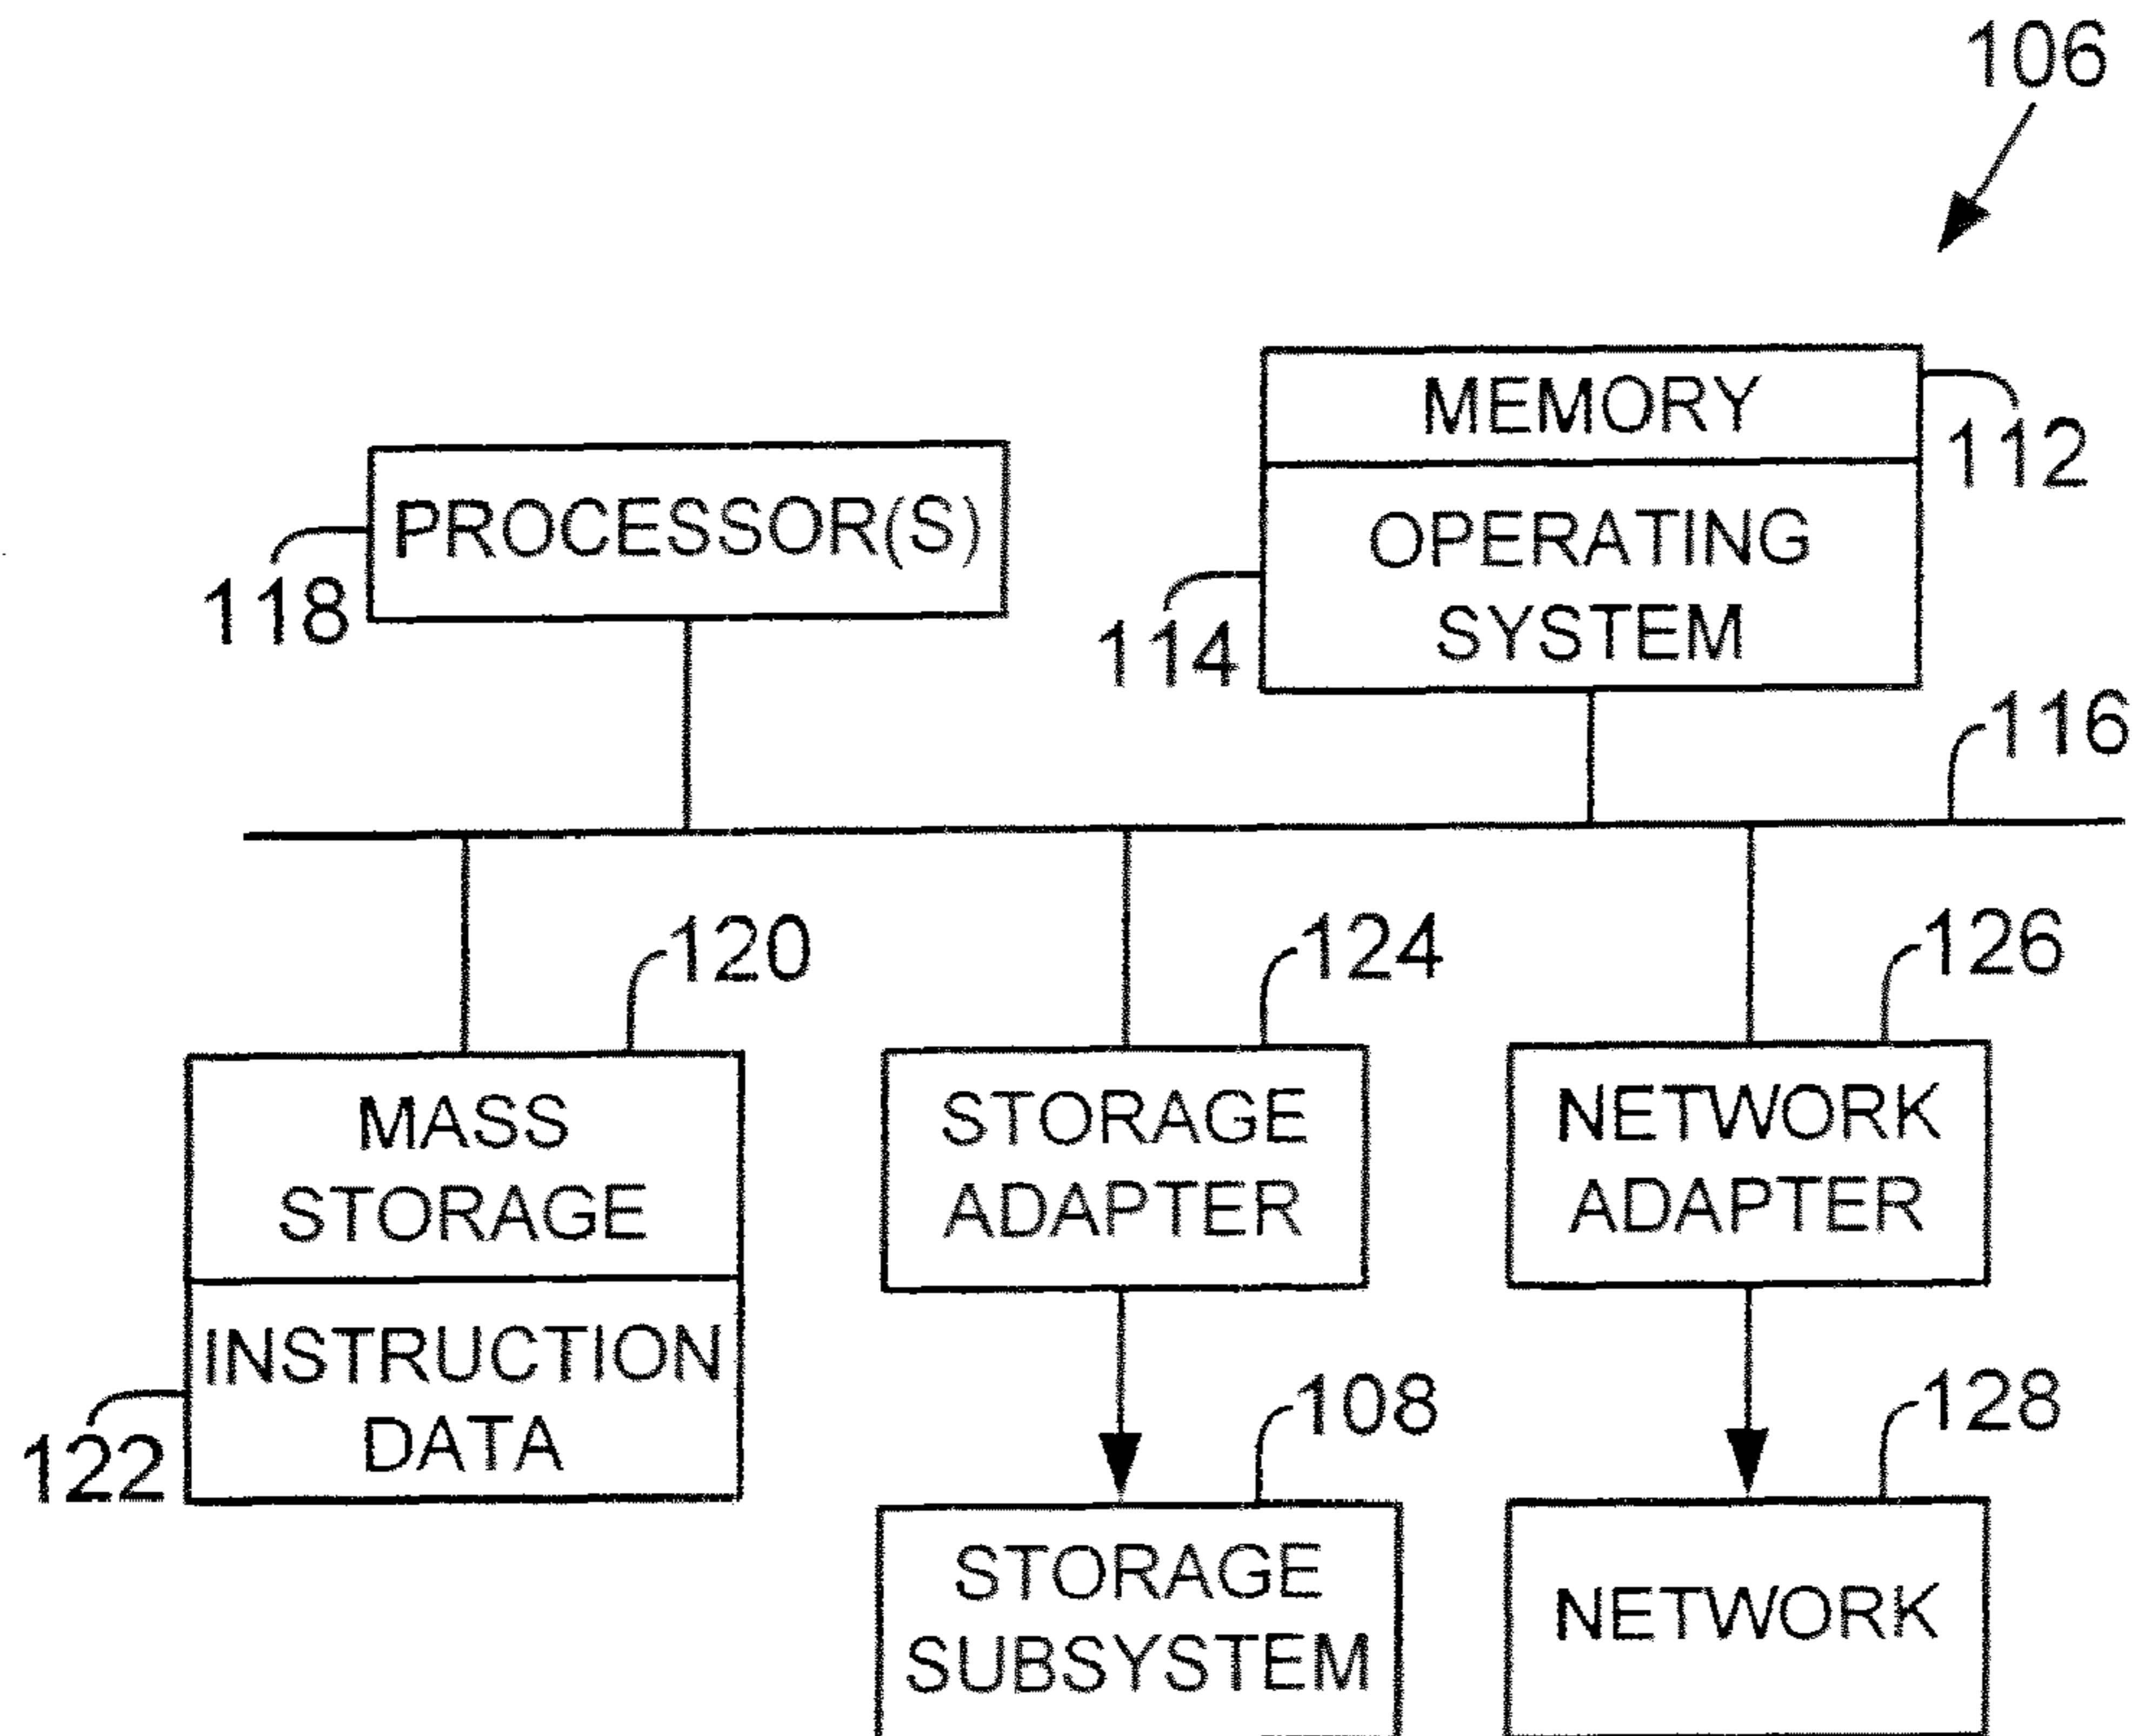 106
MEMORY
112
PROCESSOR(S)
118
OPERATING
SYSTEM
114
116
120
124
126
MASS
STORAGE
STORAGE
ADAPTER
NETWORK
ADAPTER
INSTRUCTION
DATA
122
108
128
STORAGE
SUBSYSTEM
NETWORK